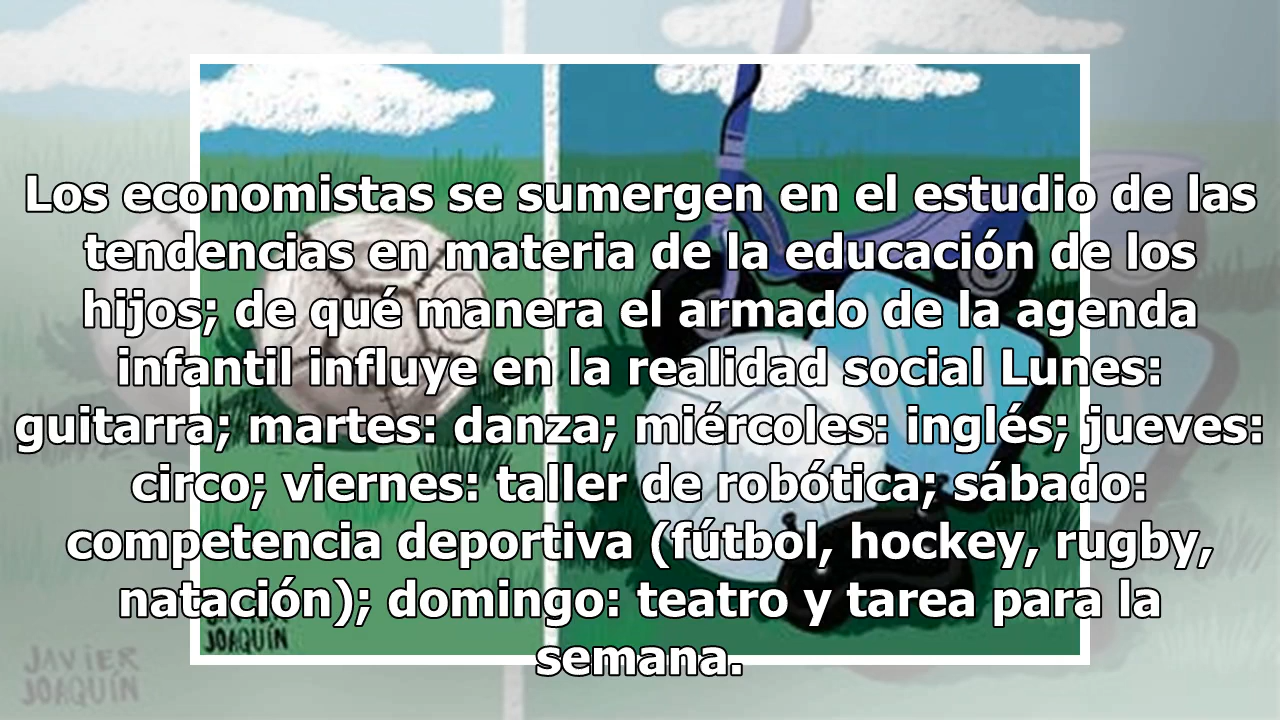 Los economistas se sumergen en el estudio de las
tendencias en materia de la educación de los
hijos; de qué manera el armado de la agenda
infantil influye en la realidad social Lunes:
guitarra; martes: danza; miércoles: inglés; jueves:
circo; viernes: taller de robótica; sábado:
competencia deportiva (fútbol, hockey, rugby,
natación); domingo: teatro y tarea para la
semana.
JAVIER
JOAQUÍN
JAVIER
JOAQUÍN